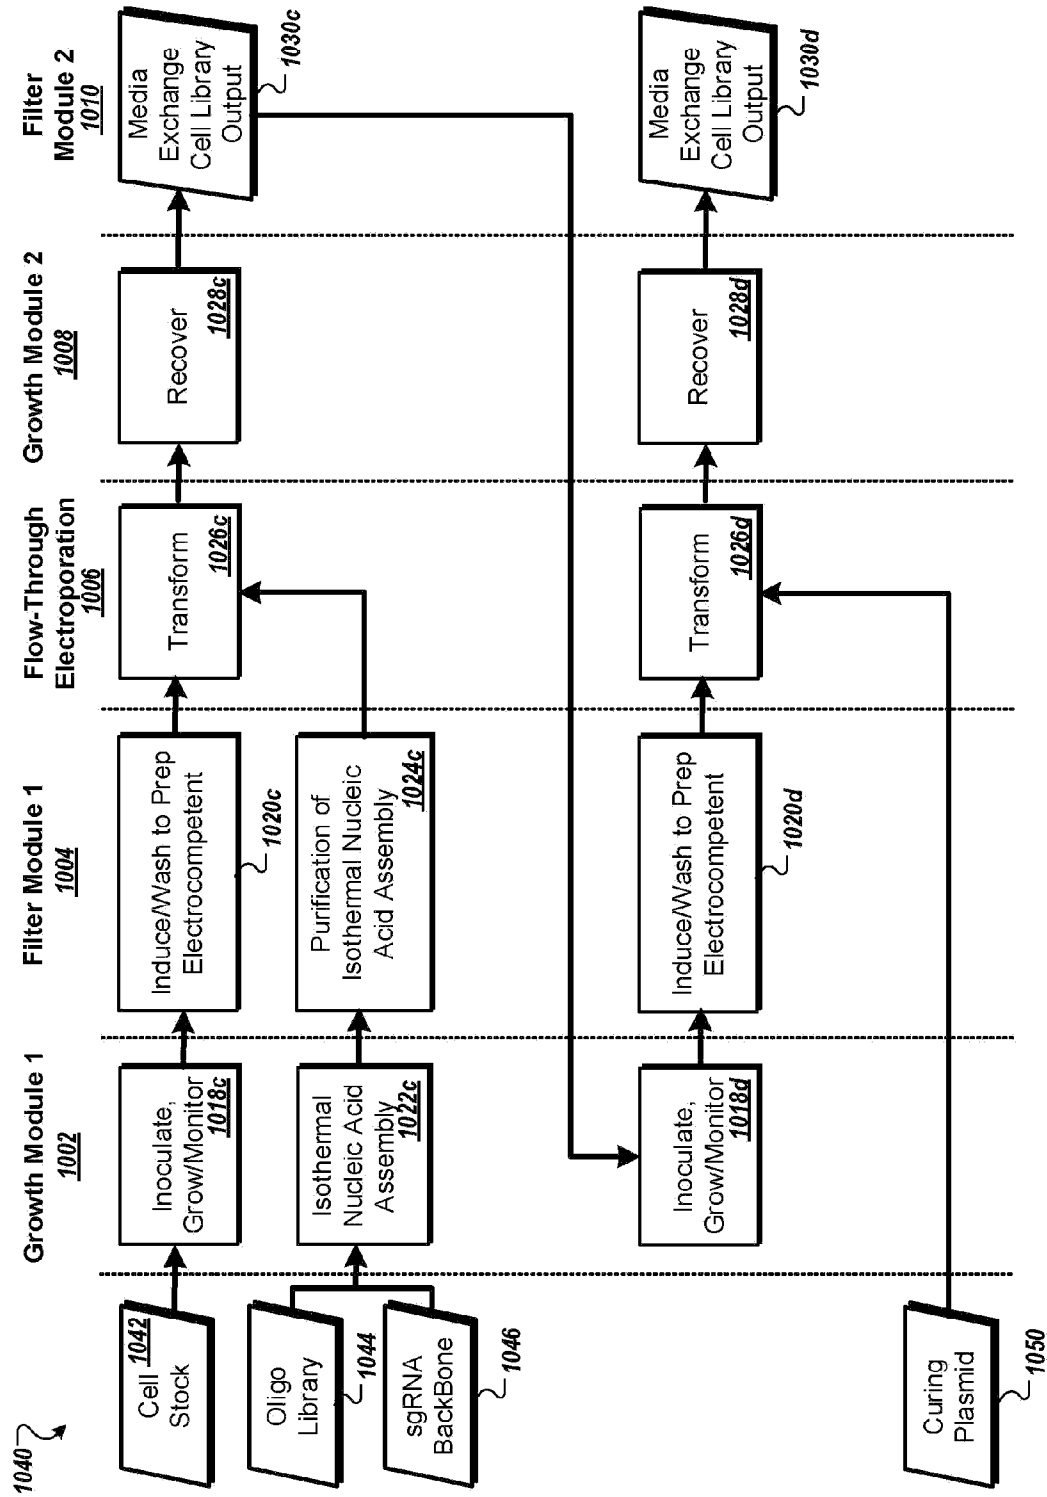 1040
Growth Module 1
1002
Filter Module 1
1004
Flow-Through
Electroporation
1006
Growth Module 2
1008
Filter
Module 2
1010
Cell
Stock
1042
Inoculate,
Grow/Monitor
1018c
Induce/Wash to Prep
Electrocompetent
1020c
Transform
1026c
Recover
1028c
Media
Exchange
Cell Library
Output
1030c
Oligo
Library
1044
sgRNA
BackBone
1046
Isothermal
Nucleic Acid
Assembly
1022c
Purification of
Isothermal Nucleic
Acid Assembly
1024c
Inoculate,
Grow/Monitor
1018d
Induce/Wash to Prep
Electrocompetent
1020d
Transform
1026d
Recover
1028d
Media
Exchange
Cell Library
Output
1030d
Curing
Plasmid
1050